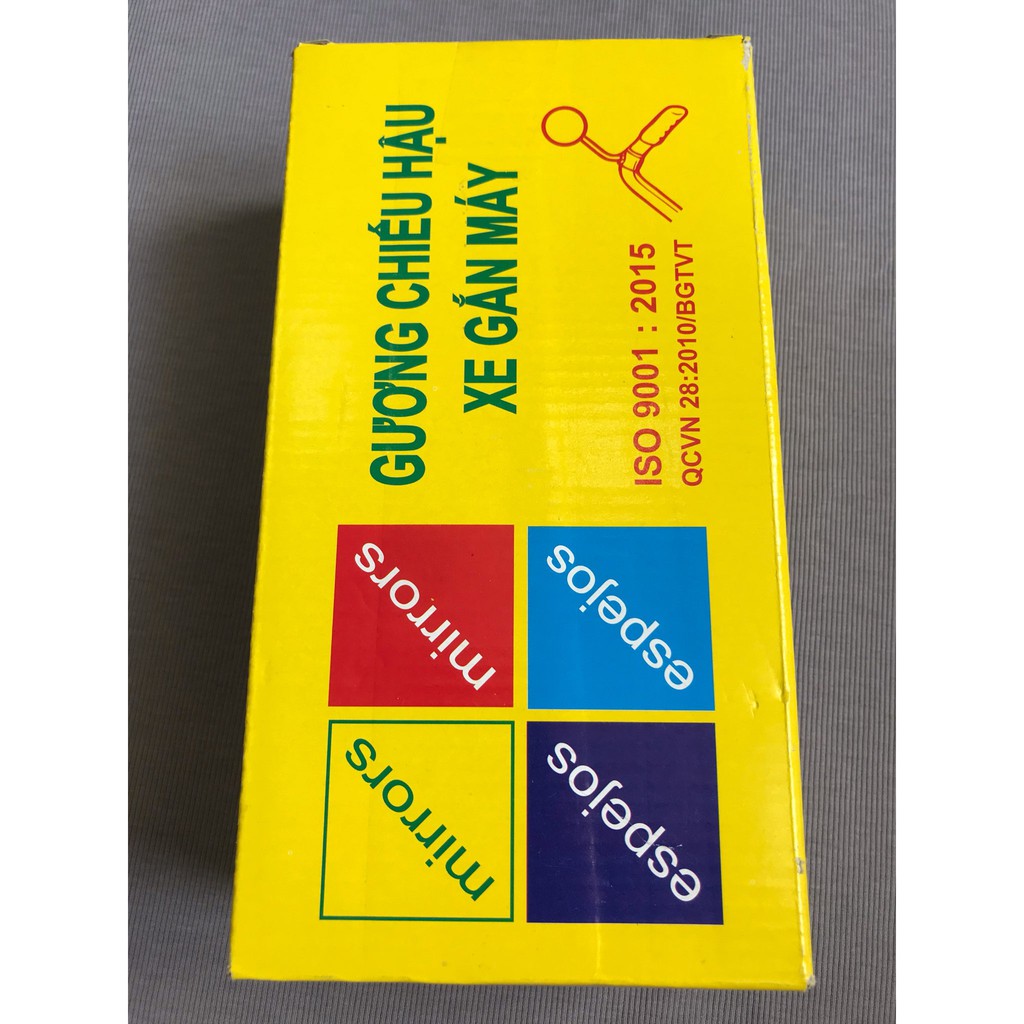 GƯƠNG CHIẾU HẬU
XE GẮN MÁY
ISO 9001 : 2015
QCVN 28:2010/BGTVT
mirrors
mirrors
espejos
espejos